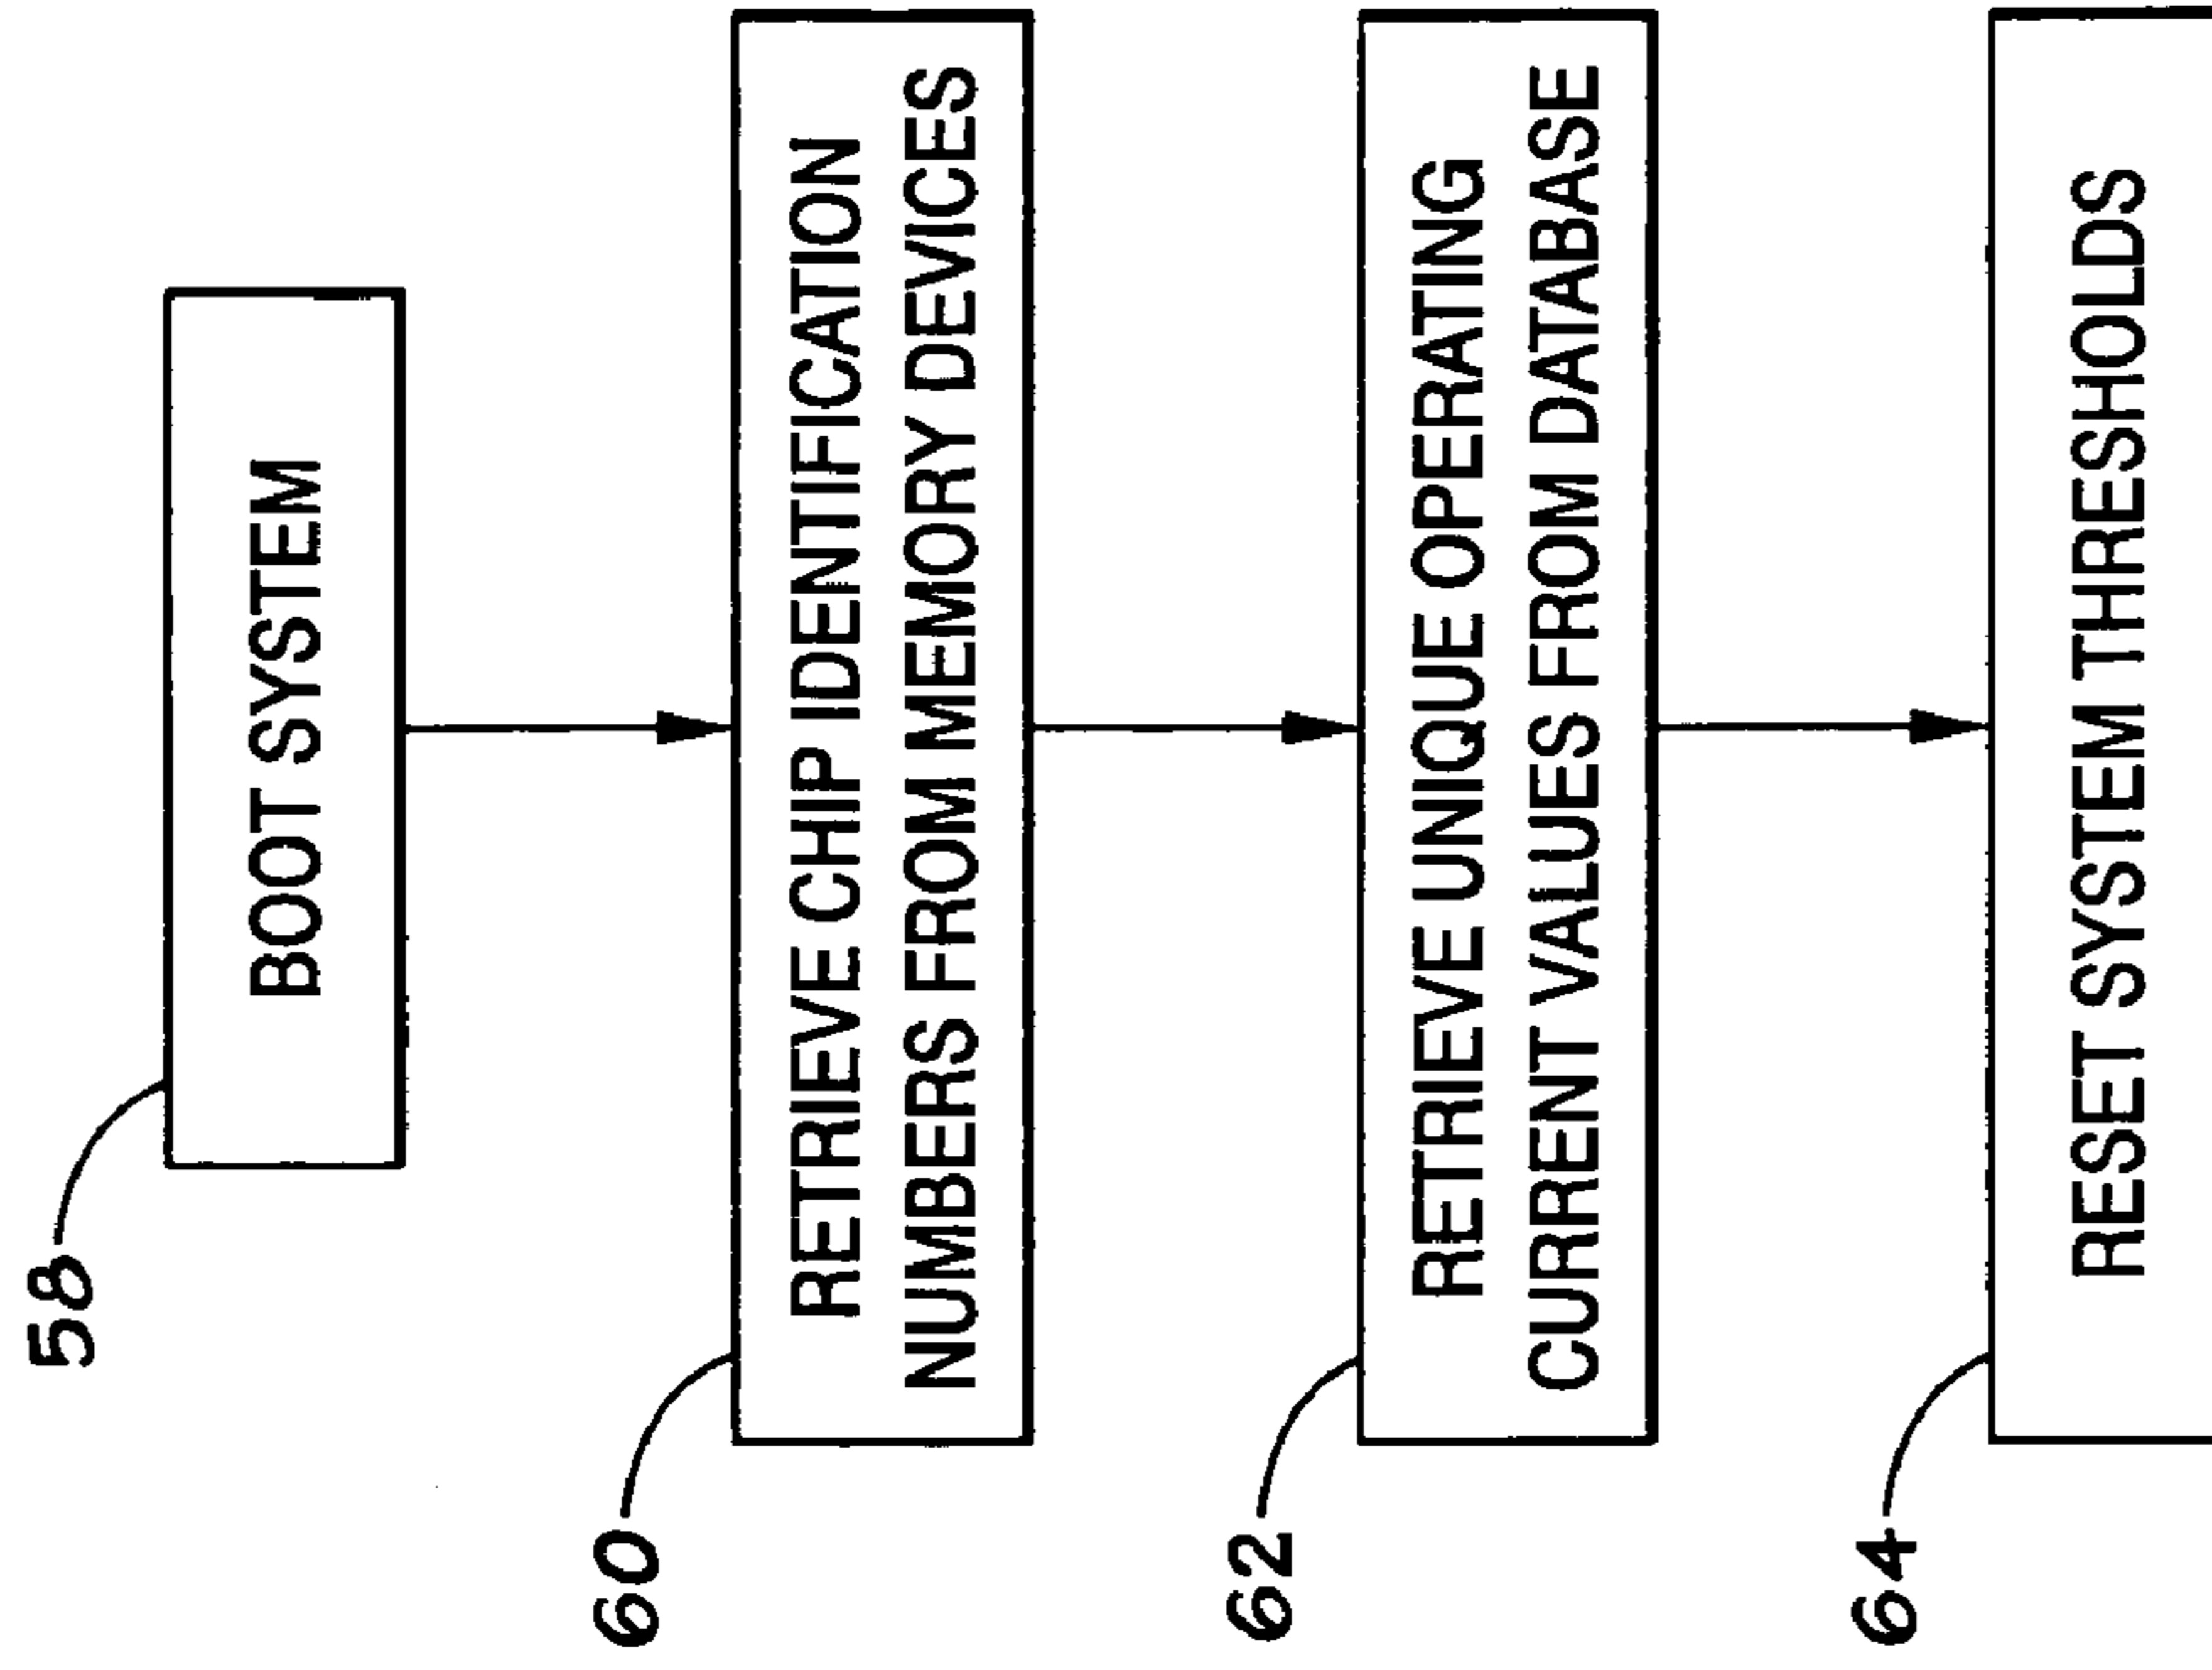 58
BOOT SYSTEM
60
RETRIEVE CHIP IDENTIFICATION
NUMBERS FROM MEMORY DEVICES
62
RETRIEVE UNIQUE OPERATING
CURRENT VALUES FROM DATABASE
64
RESET SYSTEM THRESHOLDS